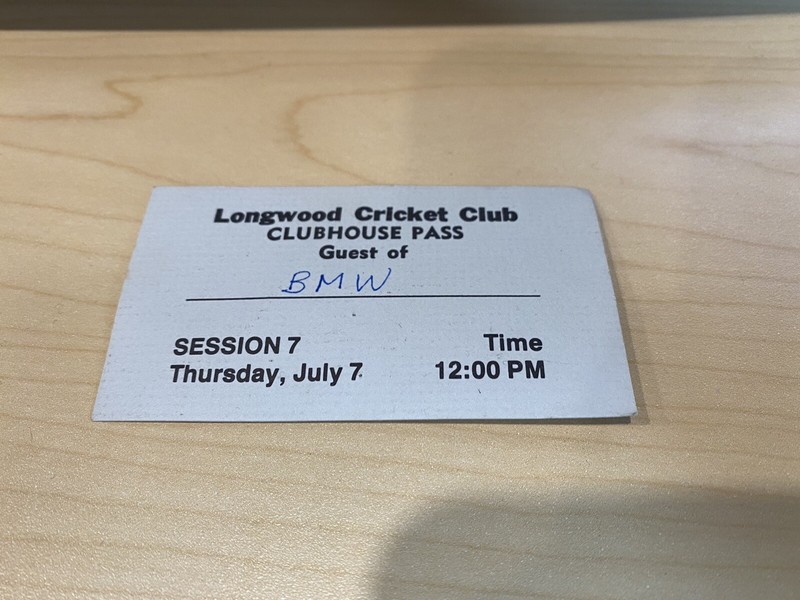 Longwood Cricket Club
CLUBHOUSE PASS
Guest of
BMW
SESSION 7
Thursday, July 7
Time
12:00 PM